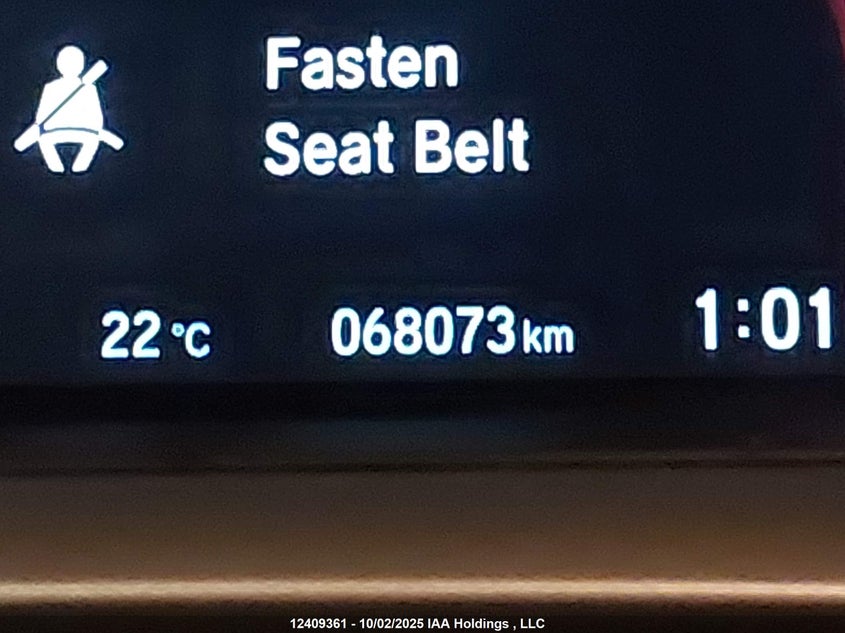 Fasten
Seat Belt
22 °C 068073 km 1:01
12409361 - 10/02/2025 IAA Holdings , LLC